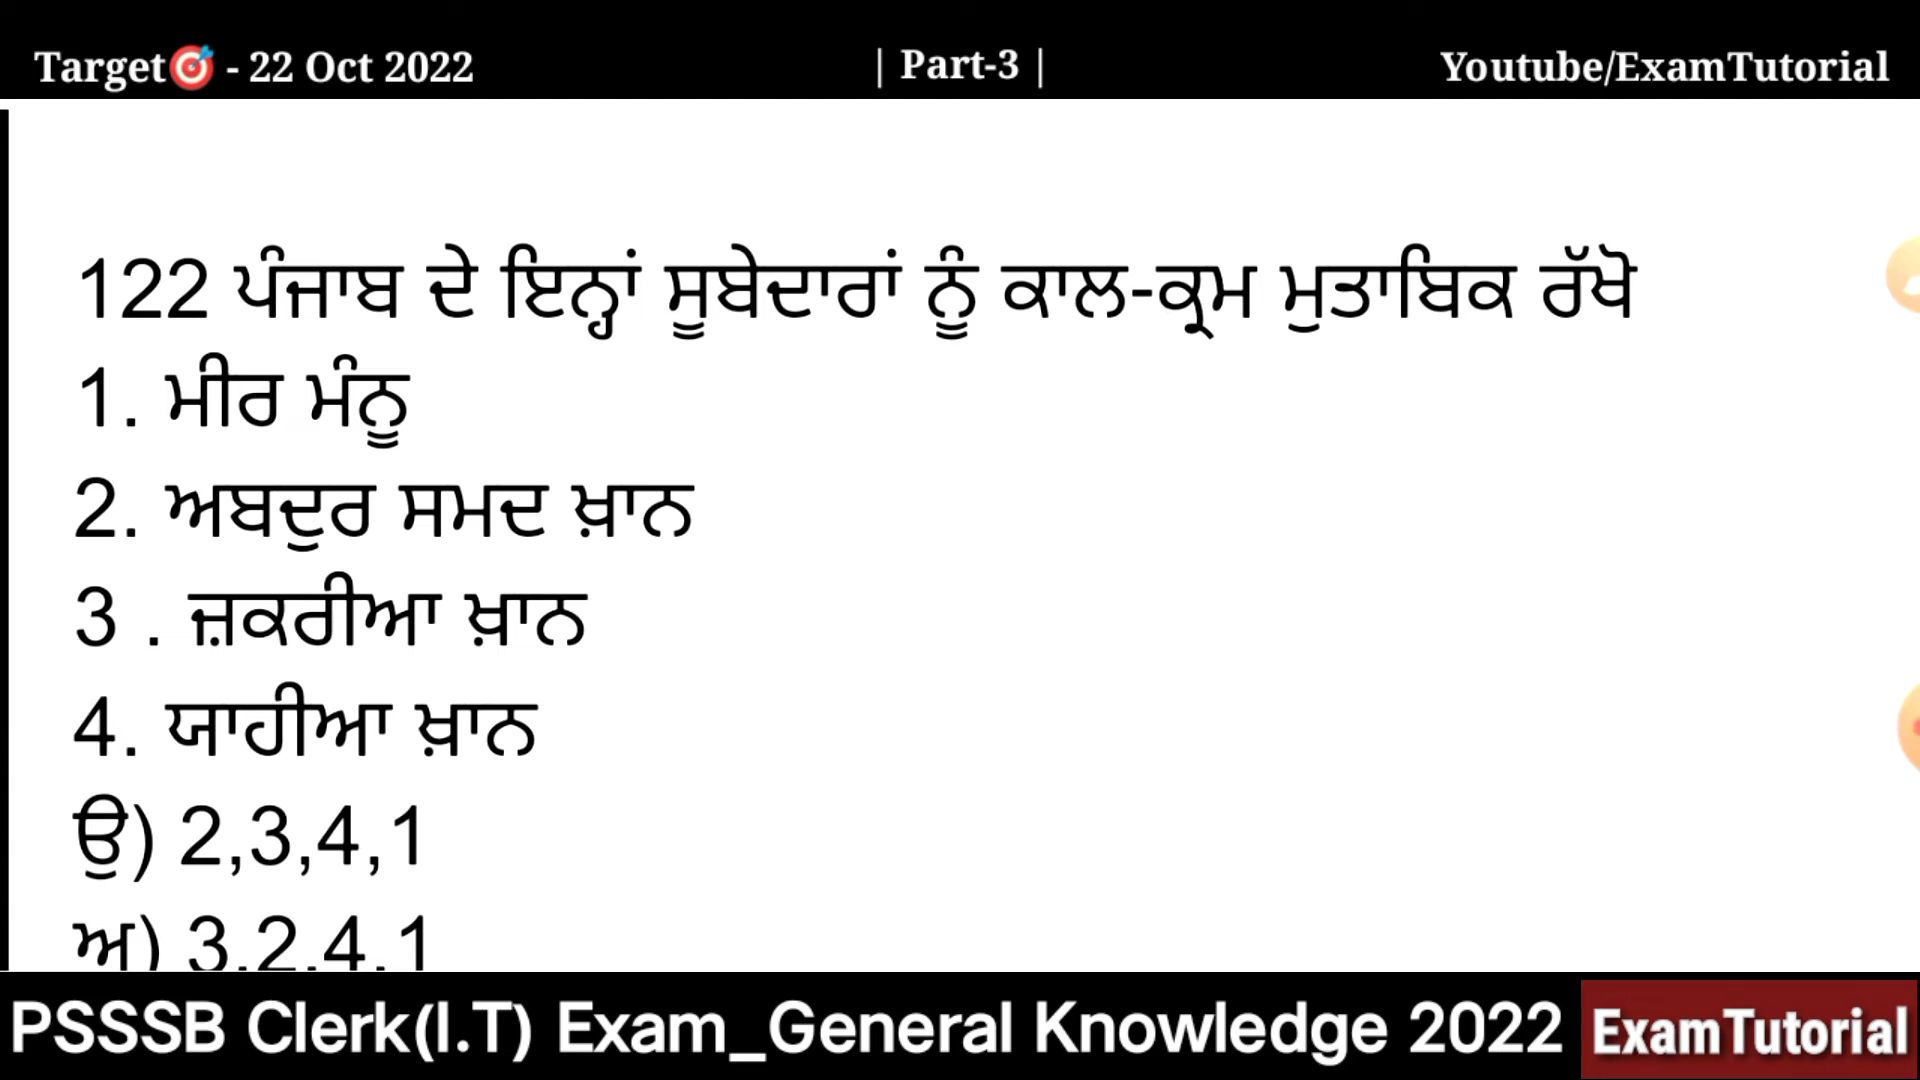 Target🎯 - 22 Oct 2022
| Part-3 |
Youtube/ExamTutorial
122 ਪੰਜਾਬ ਦੇ ਇਨ੍ਹਾਂ ਸੂਬੇਦਾਰਾਂ ਨੂੰ ਕਾਲ-ਕ੍ਰਮ ਮੁਤਾਬਿਕ ਰੱਖੋ
1. ਮੀਰ ਮੰਨੂ
2. ਅਬਦੁਰ ਸਮਦ ਖ਼ਾਨ
3 . ਜ਼ਕਰੀਆ ਖ਼ਾਨ
4. ਯਾਹੀਆ ਖ਼ਾਨ
ੳ) 2,3,4,1
ਅ) 3,2,4,1
PSSSB Clerk(I.T) Exam_General Knowledge 2022
ExamTutorial